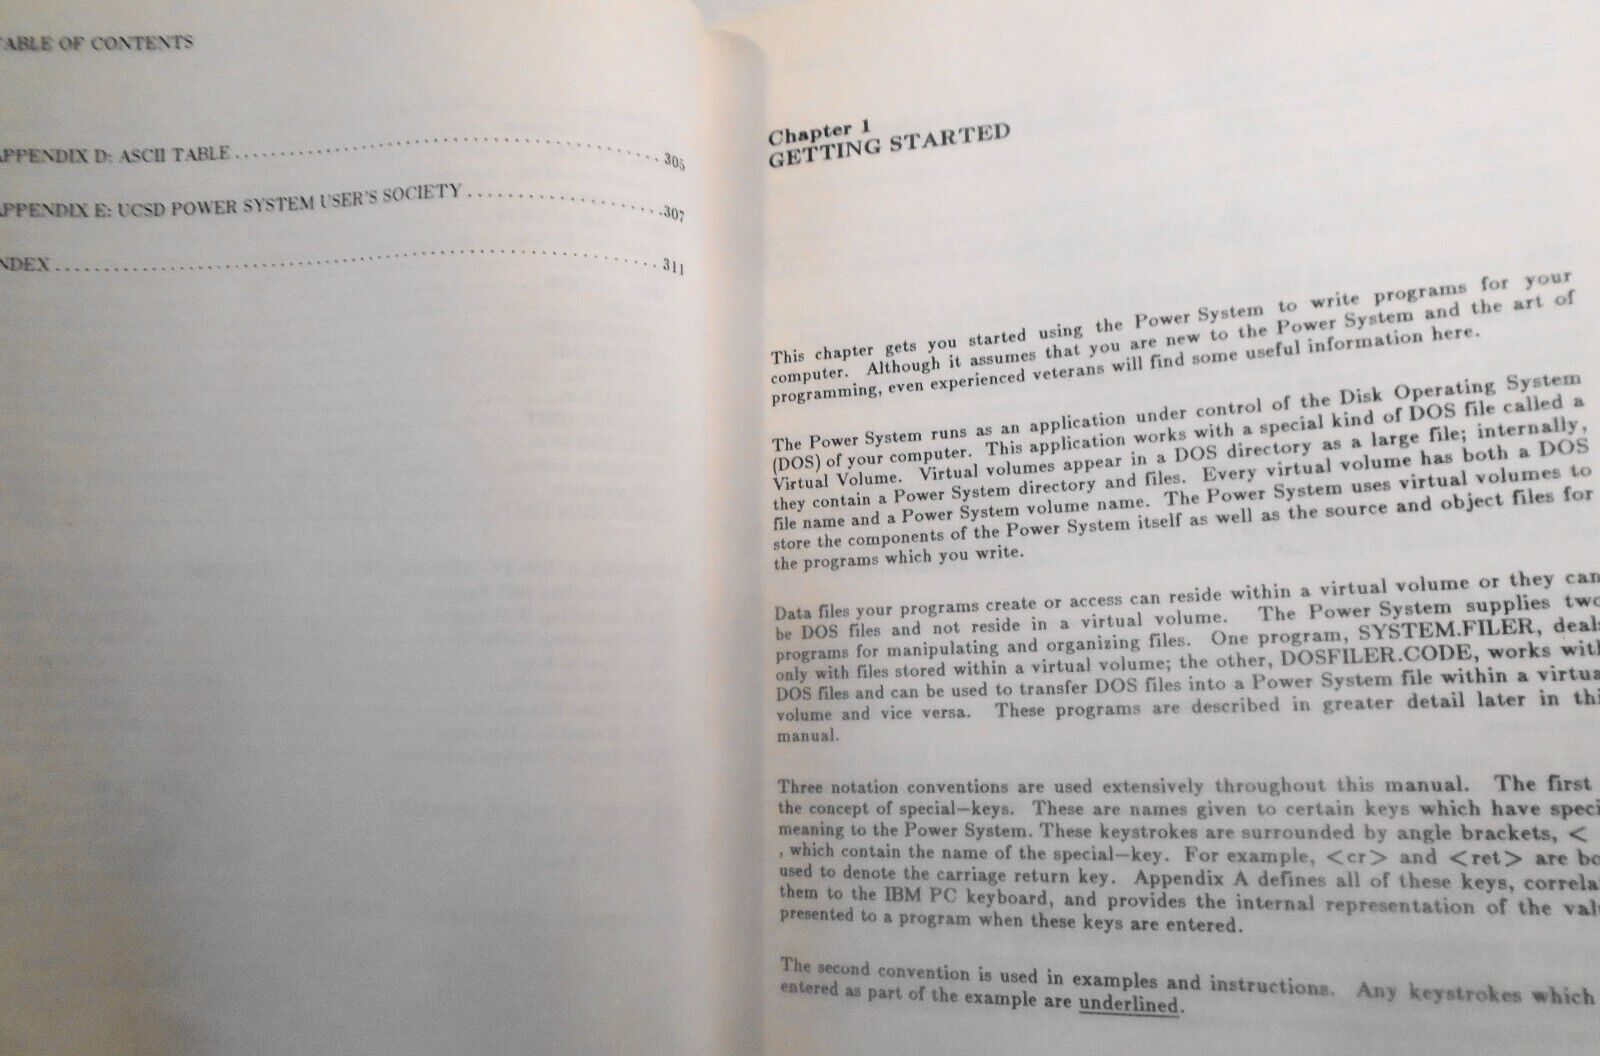 TABLE OF CONTENTS
APPENDIX D: ASCII TABLE 305
APPENDIX E: UCSD POWER SYSTEM USER'S SOCIETY 307
INDEX 311
Chapter 1
GETTING STARTED
This chapter gets you started using the Power System to write programs for your
computer. Although it assumes that you are new to the Power System and the art of
programming, even experienced veterans will find some useful information here.
The Power System runs as an application under control of the Disk Operating System
(DOS) of your computer. This application works with a special kind of DOS file called a
Virtual Volume. Virtual volumes appear in a DOS directory as a large file; internally,
they contain a Power System directory and files. Every virtual volume has both a DOS
file name and a Power System volume name. The Power System uses virtual volumes to
store the components of the Power System itself as well as the source and object files for
the programs which you write.
Data files your programs create or access can reside within a virtual volume or they can
be DOS files and not reside in a virtual volume. The Power System supplies two
programs for manipulating and organizing files. One program, SYSTEM.FILER, deals
only with files stored within a virtual volume; the other, DOSFILER.CODE, works with
DOS files and can be used to transfer DOS files into a Power System file within a virtua
volume and vice versa. These programs are described in greater detail later in thi
manual.
Three notation conventions are used extensively throughout this manual. The first
the concept of special—keys. These are names given to certain keys which have speci
meaning to the Power System. These keystrokes are surrounded by angle brackets, <
, which contain the name of the special—key. For example, <cr> and <ret> are bo
used to denote the carriage return key. Appendix A defines all of these keys, correla
them to the IBM PC keyboard, and provides the internal representation of the valu
presented to a program when these keys are entered.
The second convention is used in examples and instructions. Any keystrokes which
entered as part of the example are underlined.